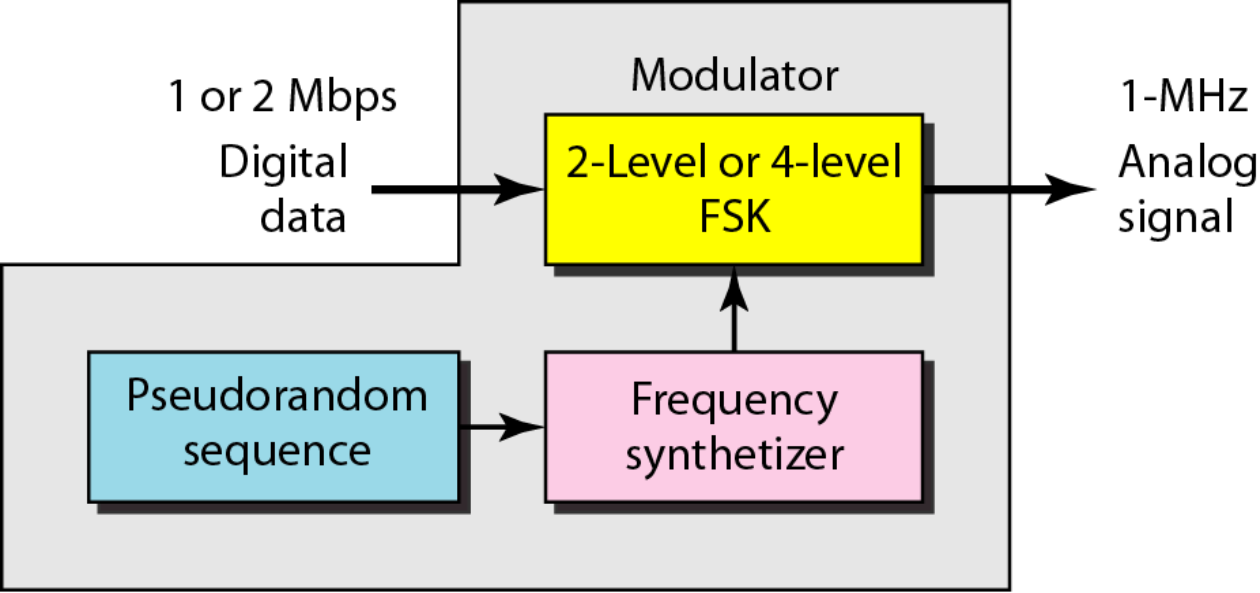 Modulator
1 or 2 Mbps
Digital
data
2-Level or 4-level
FSK
1-MHz
Analog
signal
Pseudorandom
sequence
Frequency
synthetizer